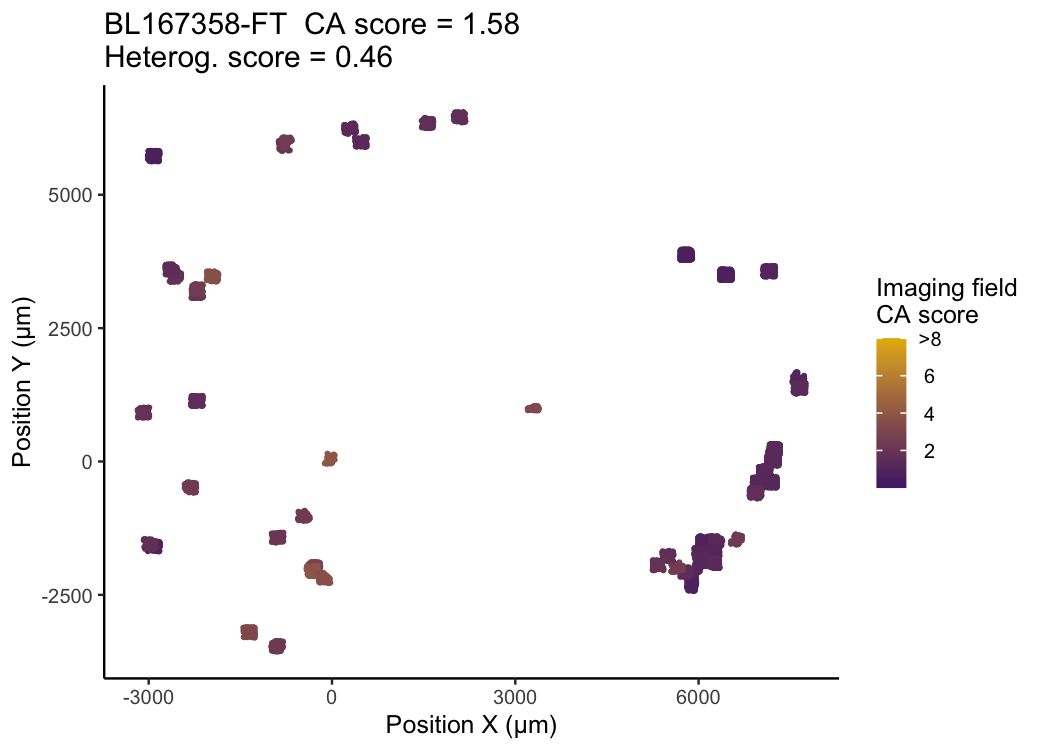 BL167358-FT  CA score = 1.58
Heterog. score = 0.46
Position Y (µm)
5000
2500
0
-2500
-3000
0
3000
6000
Position X (µm)
Imaging field
CA score
>8
6
4
2